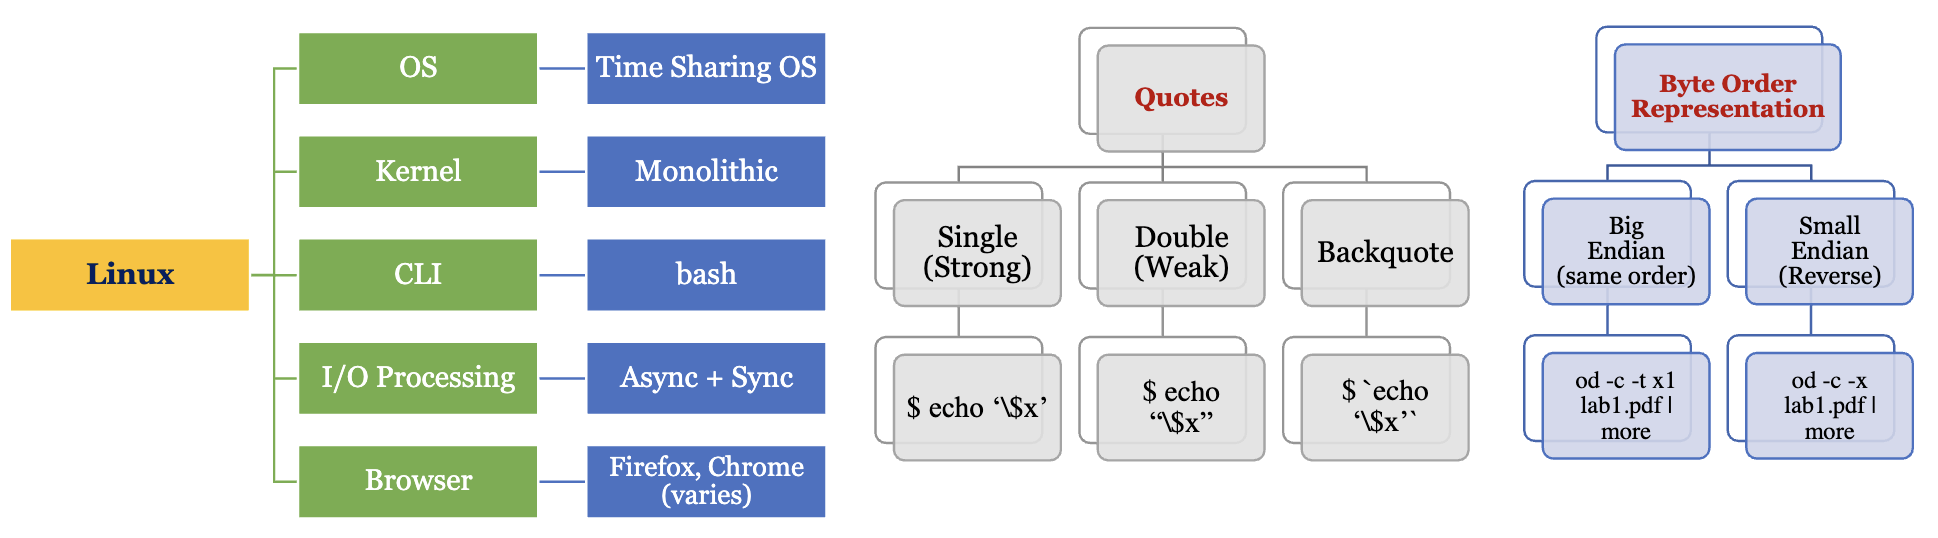 Linux
OS
Time Sharing OS
Kernel
Monolithic
CLI
bash
I/O Processing
Async + Sync
Browser
Firefox, Chrome
(varies)
Quotes
Single
(Strong)
Double
(Weak)
Backquote
$ echo ‘\$x’
$ echo
“\$x”
$ `echo
‘\$x’`
Byte Order
Representation
Big
Endian
(same order)
Small
Endian
(Reverse)
od -c -t x1
lab1.pdf |
more
od -c -x
lab1.pdf |
more